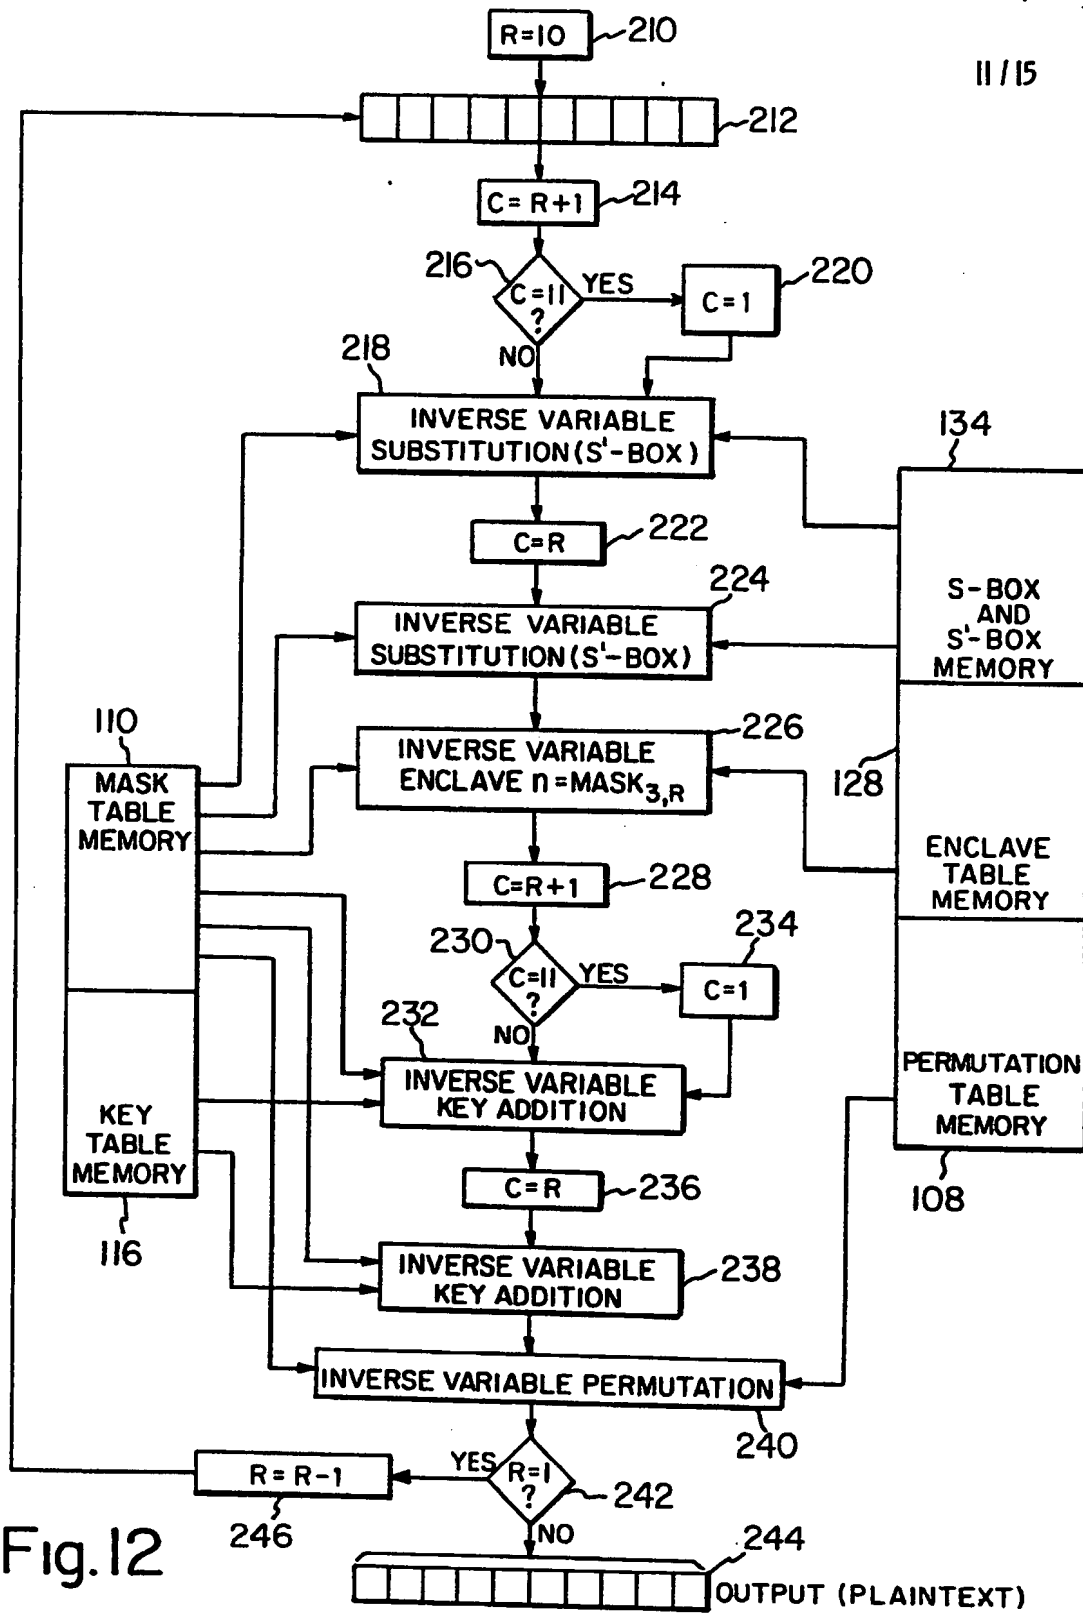 R=10
210
11/15
212
C=R+1
214
216
C=11
?
YES
C=1
220
NO
218
INVERSE VARIABLE
SUBSTITUTION (S'-BOX)
134
C=R
222
224
INVERSE VARIABLE
SUBSTITUTION (S'-BOX)
S-BOX
AND
S'-BOX
MEMORY
110
MASK
TABLE
MEMORY
226
INVERSE VARIABLE
ENCLAVE n=MASK3,R
128
ENCLAVE
TABLE
MEMORY
C=R+1
228
230
C=11
?
YES
234
C=1
NO
232
INVERSE VARIABLE
KEY ADDITION
PERMUTATION
TABLE
MEMORY
KEY
TABLE
MEMORY
C=R
236
108
116
INVERSE VARIABLE
KEY ADDITION
238
INVERSE VARIABLE PERMUTATION
240
YES
R=1
?
242
R=R-1
246
NO
Fig.12
244
OUTPUT (PLAINTEXT)